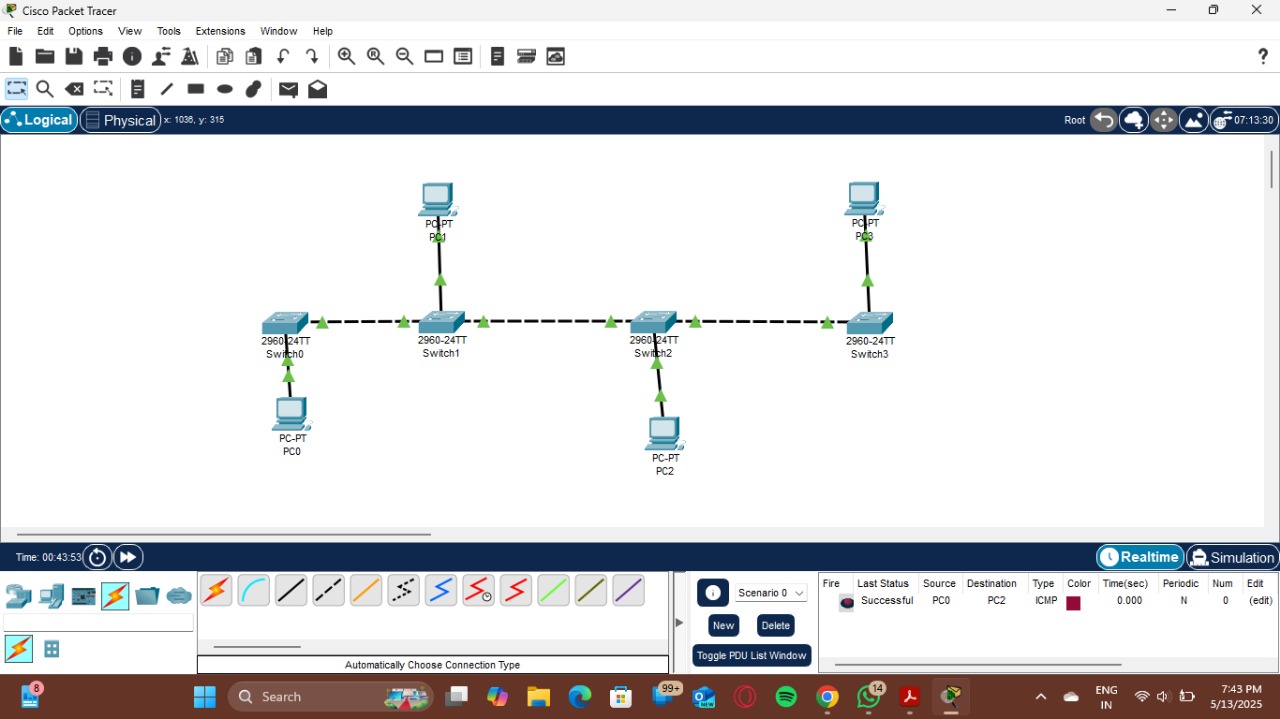 Cisco Packet Tracer
File Edit Options View Tools Extensions Window Help
?
Logical Physical x: 1036, y: 315 Root 07:13:30
PC-PT
PC1
PC-PT
PC3
2960-24TT
Switch0
2960-24TT
Switch1
2960-24TT
Switch2
2960-24TT
Switch3
PC-PT
PC0
PC-PT
PC2
Time: 00:43:53 Realtime Simulation
Scenario 0
New Delete
Toggle PDU List Window
Fire Last Status Source Destination Type Color Time(sec) Periodic Num Edit
Successful PC0 PC2 ICMP 0.000 N 0 (edit)
Automatically Choose Connection Type
8
Search
99+
NEW
14
ENG
IN
7:43 PM
5/13/2025